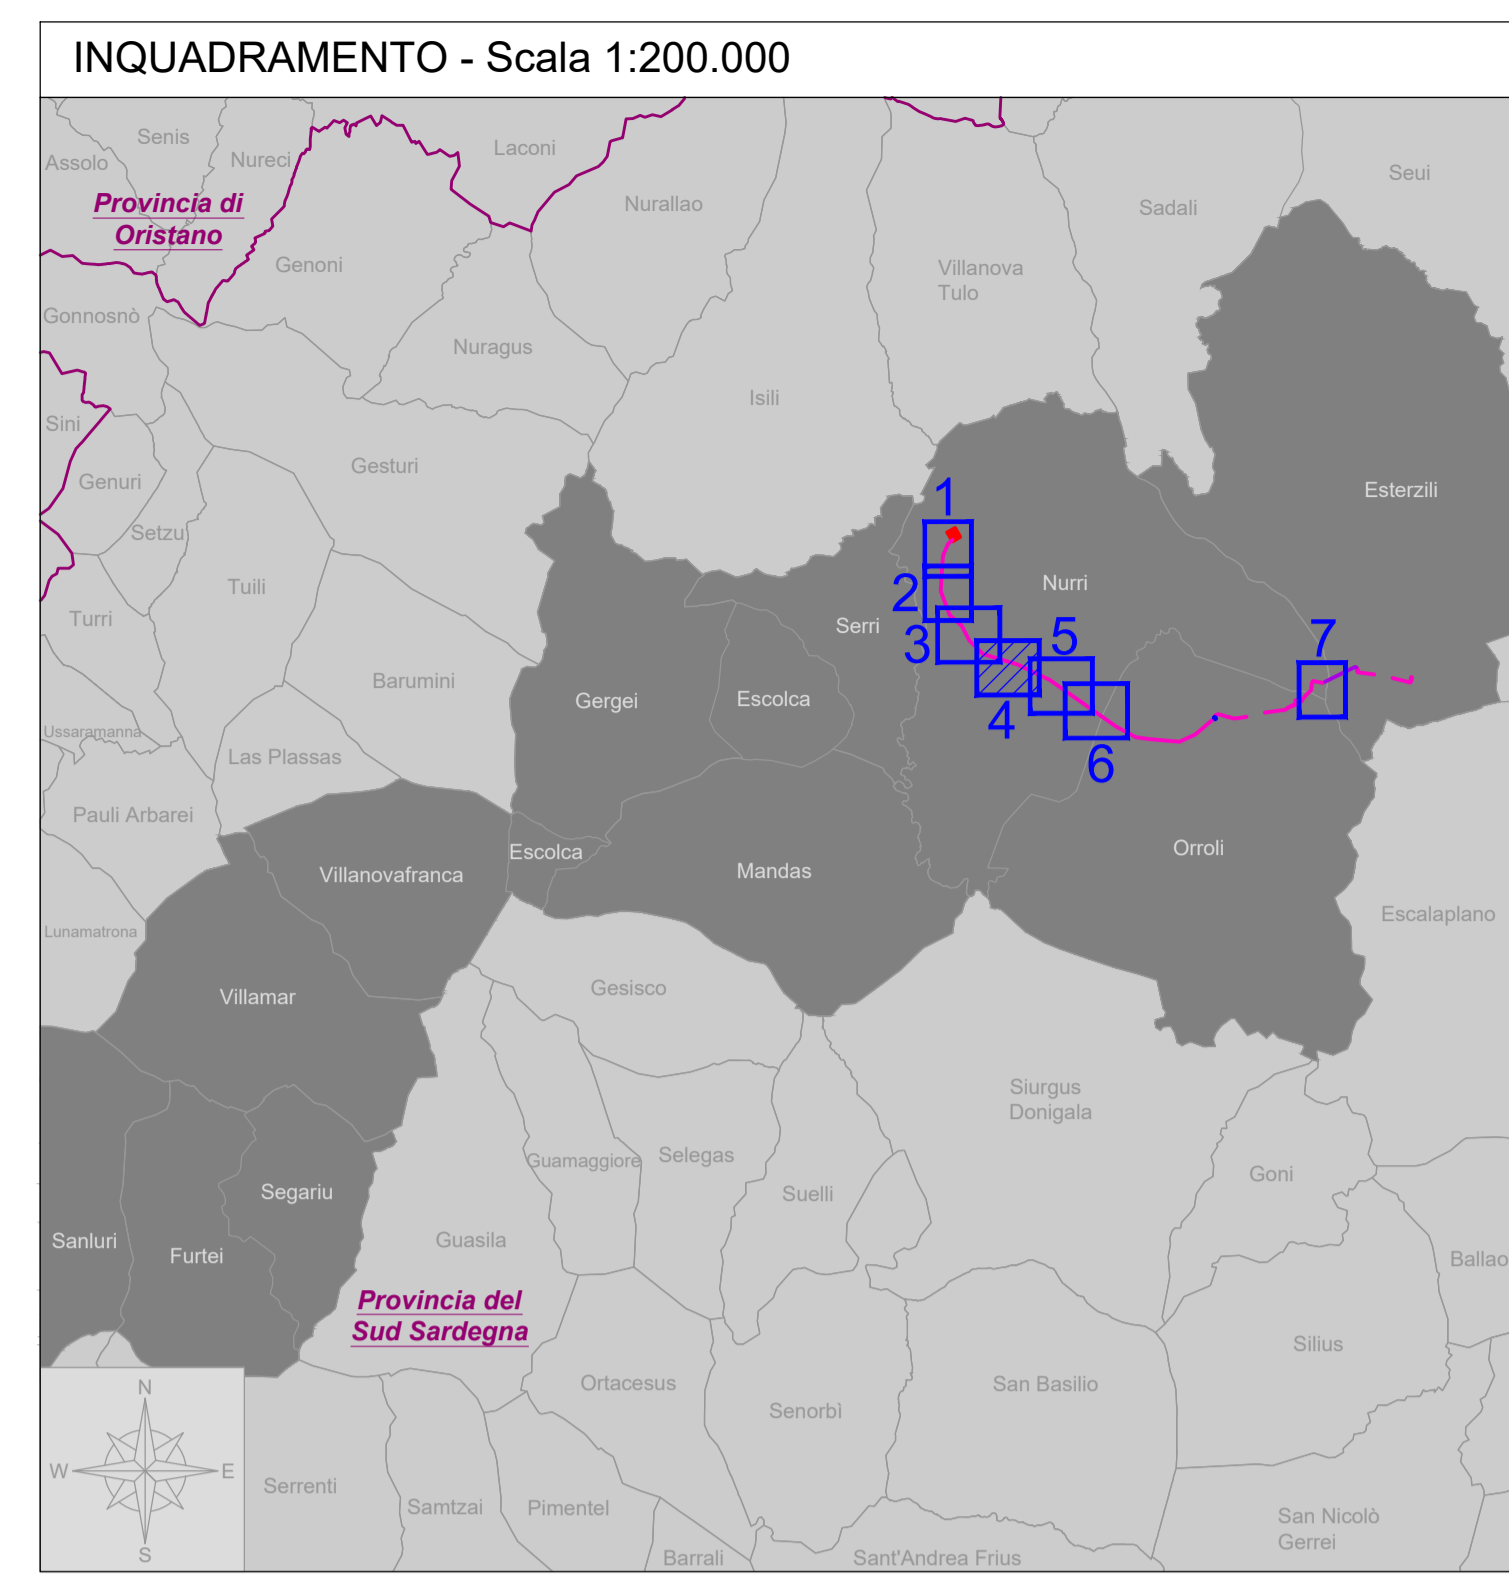 INQUADRAMENTO - Scala 1:200.000
Senis
Assolo
Nureci
Laconi
Seui
Provincia di
Oristano
Nurallao
Sadali
Genoni
Villanova
Tulo
Gonnosnò
Nuragus
Isili
Sini
Gesturi
Genuri
Esterzili
1
Setzu
Tuili
2
Nurri
Turri
Serri
3
5
7
Barumini
Gergei
Escolca
4
Ussaramanna
Las Plassas
6
Pauli Arbarei
Escolca
Orroli
Villanovafranca
Mandas
Escalaplano
Lunamatrona
Villamar
Gesisco
Siurgus
Donigala
Guamaggiore
Selegas
Goni
Segariu
Suelli
Sanluri
Furtei
Guasila
Ballao
Provincia del
Sud Sardegna
Silius
Ortacesus
San Basilio
N
Senorbì
W
E
Serrenti
Samtzai
Pimentel
San Nicolò
Gerrei
S
Barrali
Sant'Andrea Frius